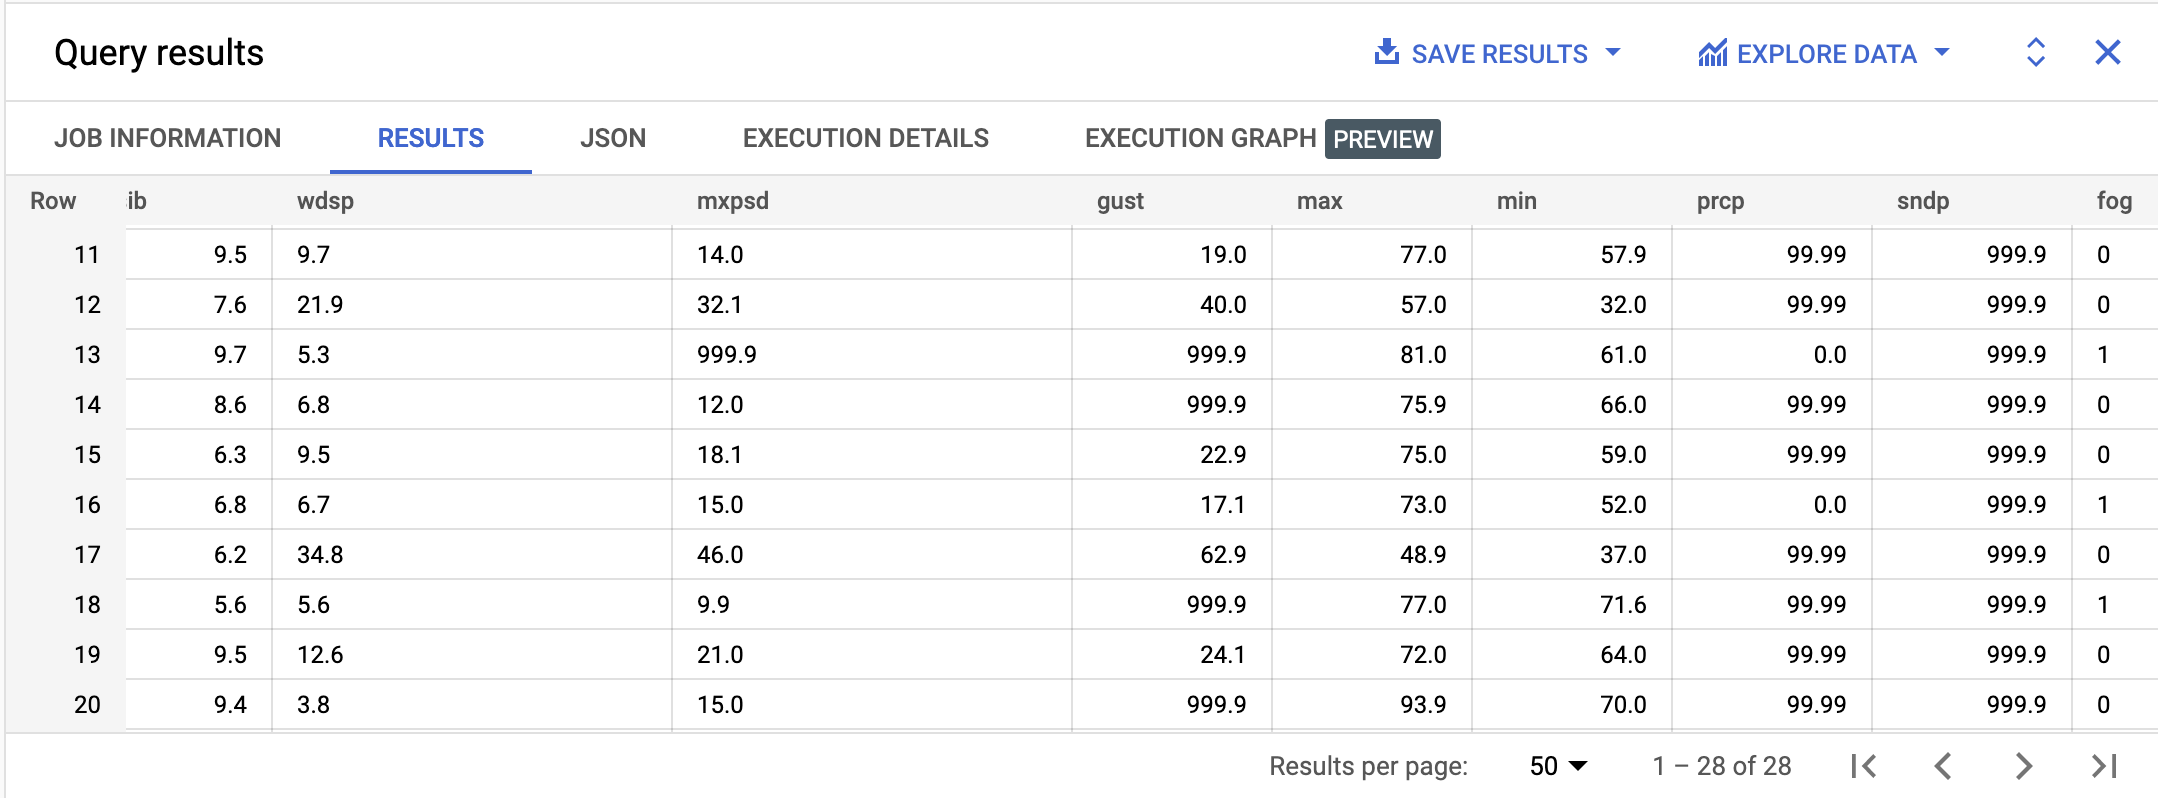 Query results
SAVE RESULTS
EXPLORE DATA
JOB INFORMATION RESULTS JSON EXECUTION DETAILS EXECUTION GRAPH PREVIEW
Row ib wdsp mxpsd gust max min prcp sndp fog
11 9.5 9.7 14.0 19.0 77.0 57.9 99.99 999.9 0
12 7.6 21.9 32.1 40.0 57.0 32.0 99.99 999.9 0
13 9.7 5.3 999.9 999.9 81.0 61.0 0.0 999.9 1
14 8.6 6.8 12.0 999.9 75.9 66.0 99.99 999.9 0
15 6.3 9.5 18.1 22.9 75.0 59.0 99.99 999.9 0
16 6.8 6.7 15.0 17.1 73.0 52.0 0.0 999.9 1
17 6.2 34.8 46.0 62.9 48.9 37.0 99.99 999.9 0
18 5.6 5.6 9.9 999.9 77.0 71.6 99.99 999.9 1
19 9.5 12.6 21.0 24.1 72.0 64.0 99.99 999.9 0
20 9.4 3.8 15.0 999.9 93.9 70.0 99.99 999.9 0
Results per page: 50 1 – 28 of 28